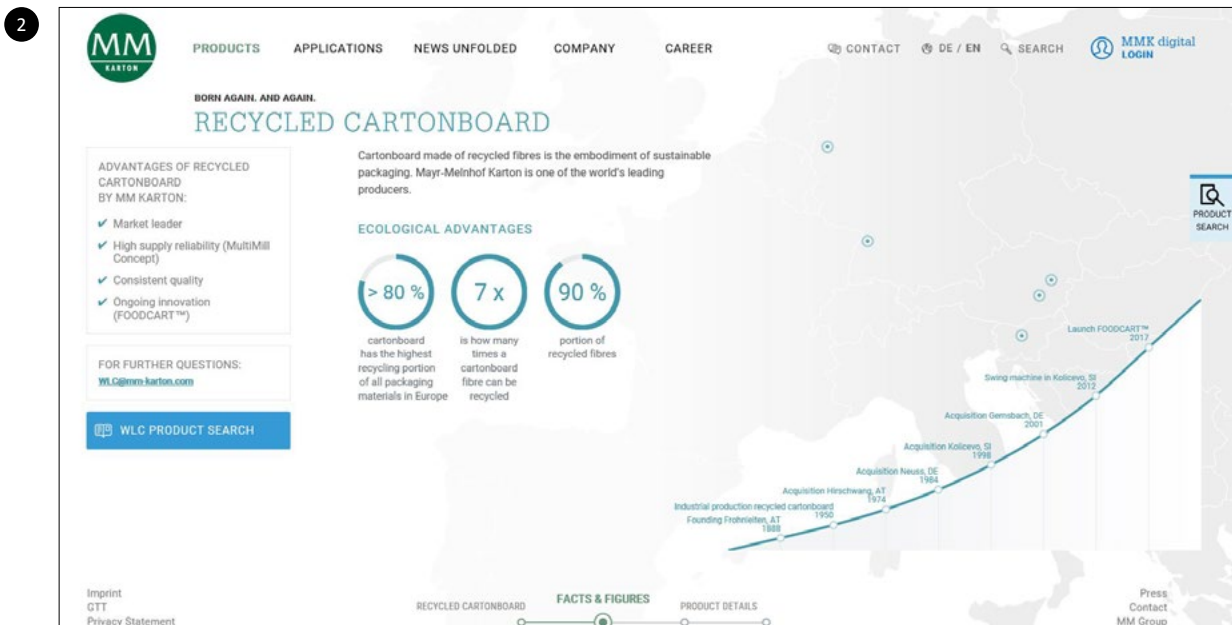 2
MM
KARTON
PRODUCTS
APPLICATIONS
NEWS UNFOLDED
COMPANY
CAREER
CONTACT
DE / EN
SEARCH
MMK digital
LOGIN
BORN AGAIN. AND AGAIN.
RECYCLED CARTONBOARD
ADVANTAGES OF RECYCLED
CARTONBOARD
BY MM KARTON:
Market leader
High supply reliability (MultiMill
Concept)
Consistent quality
Ongoing innovation
(FOODCART™)
FOR FURTHER QUESTIONS:
WLC@mm-karton.com
WLC PRODUCT SEARCH
Cartonboard made of recycled fibres is the embodiment of sustainable
packaging. Mayr-Melnhof Karton is one of the world's leading
producers.
ECOLOGICAL ADVANTAGES
> 80 %
cartonboard
has the highest
recycling portion
of all packaging
materials in Europe
7 x
is how many
times a
cartonboard
fibre can be
recycled
90 %
portion of
recycled fibres
PRODUCT
SEARCH
Launch FOODCART™
2017
Swing machine in Kolicevo, SI
2012
Acquisition Gernsbach, DE
2001
Acquisition Kolicevo, SI
1998
Acquisition Neuss, DE
1984
Acquisition Hirschwang, AT
1974
Industrial production recycled cartonboard
1950
Founding Frohnleiten, AT
1888
Imprint
GTT
Privacy Statement
RECYCLED CARTONBOARD
FACTS & FIGURES
PRODUCT DETAILS
Press
Contact
MM Group